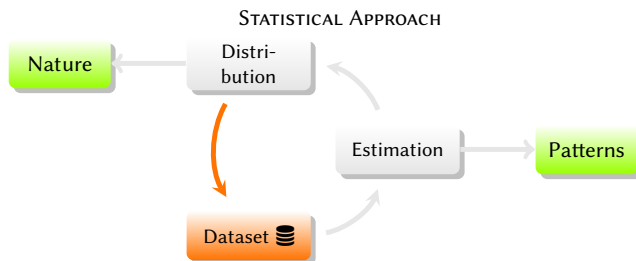 Statistical Approach
Nature
Distri-
bution
Estimation
Patterns
Dataset